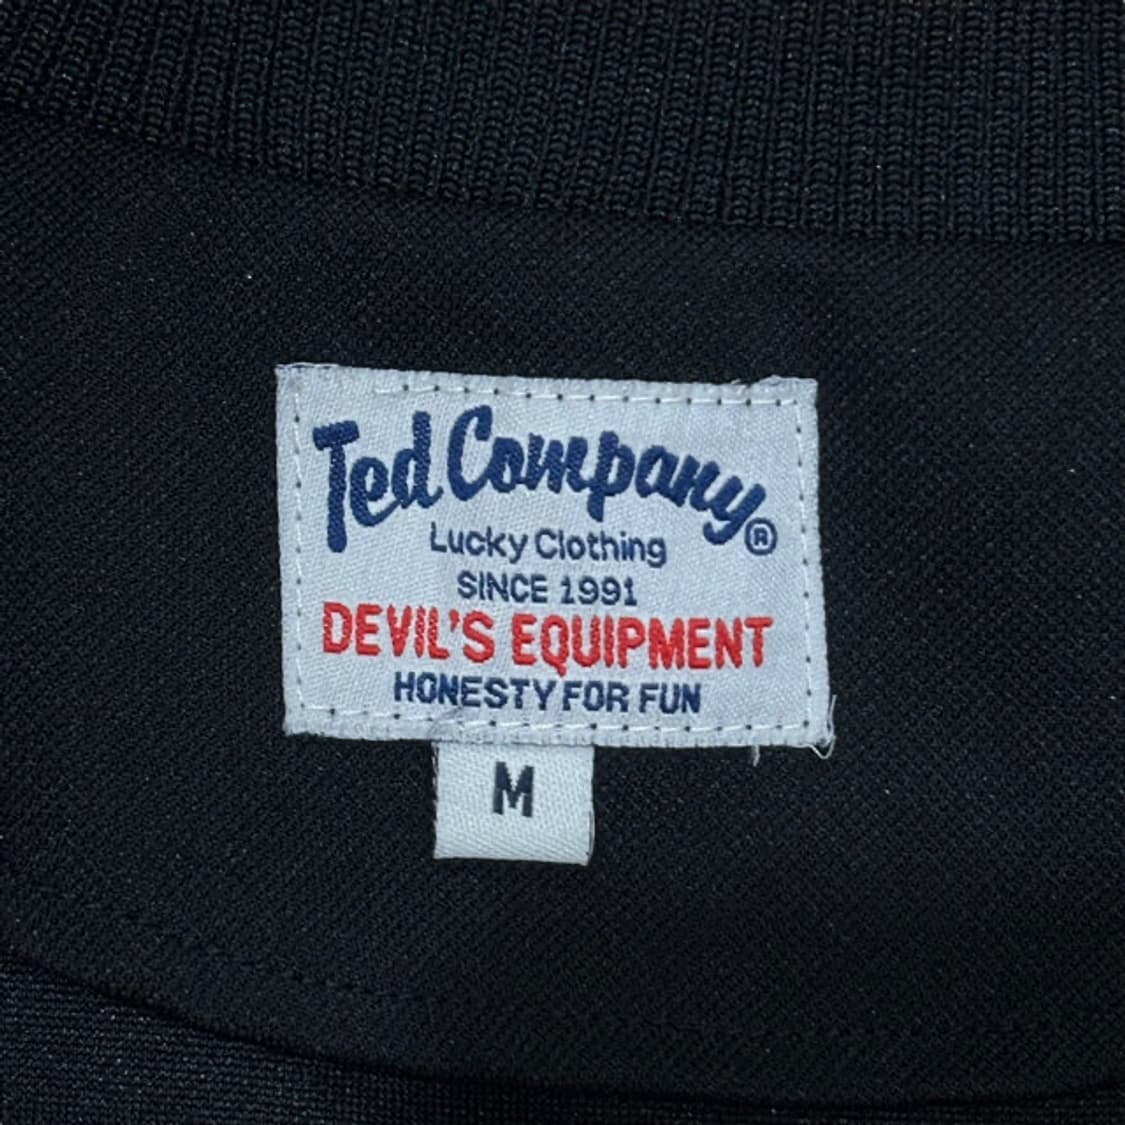 Ted Company®
Lucky Clothing
SINCE 1991
DEVIL'S EQUIPMENT
HONESTY FOR FUN
M